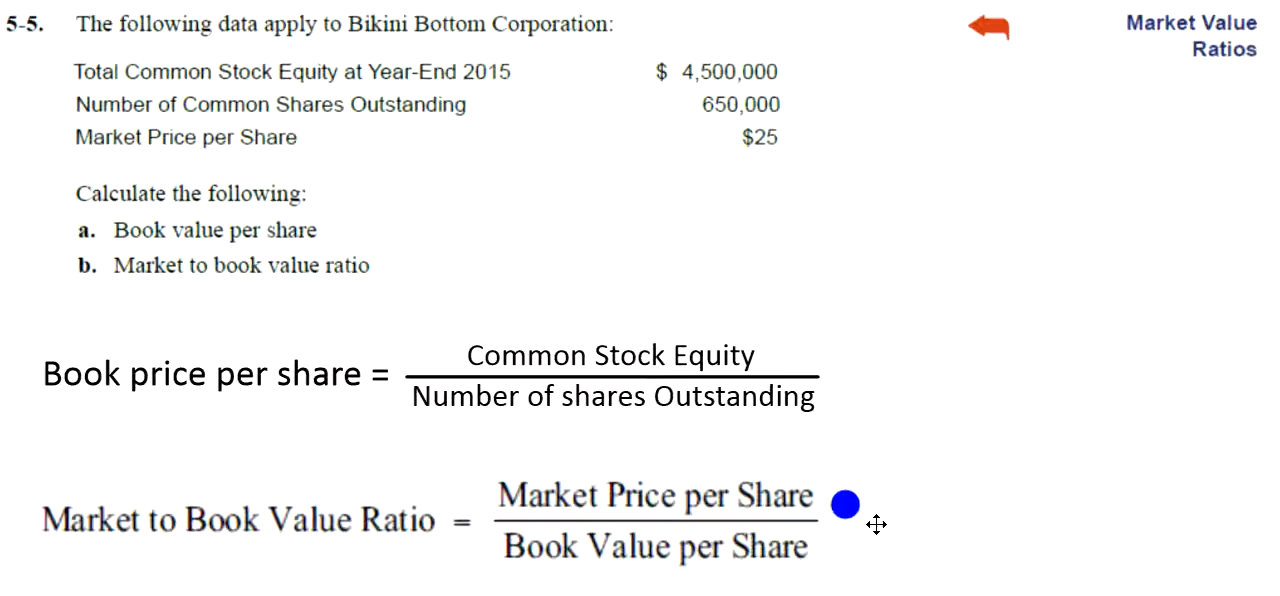 5-5. The following data apply to Bikini Bottom Corporation:
Market Value
Ratios
Total Common Stock Equity at Year-End 2015 $ 4,500,000
Number of Common Shares Outstanding 650,000
Market Price per Share $25
Calculate the following:
a. Book value per share
b. Market to book value ratio
Book price per share = Common Stock Equity
Number of shares Outstanding
Market to Book Value Ratio = Market Price per Share
Book Value per Share